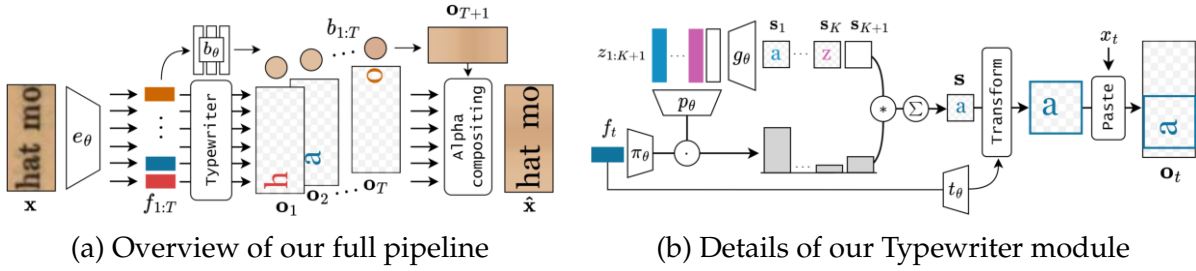 b_θ
b_{1:T}
o_{T+1}
hat mo
e_θ
Typewriter
h
a
o
Alpha
compositing
hat mo
x
f_{1:T}
o_1
o_2
o_T
x̂
(a) Overview of our full pipeline
z_{1:K+1}
g_θ
s_1
s_K
s_{K+1}
a
z
p_θ
f_t
π_θ
*
Σ
s
a
t_θ
Transform
a
x_t
Paste
a
o_t
(b) Details of our Typewriter module